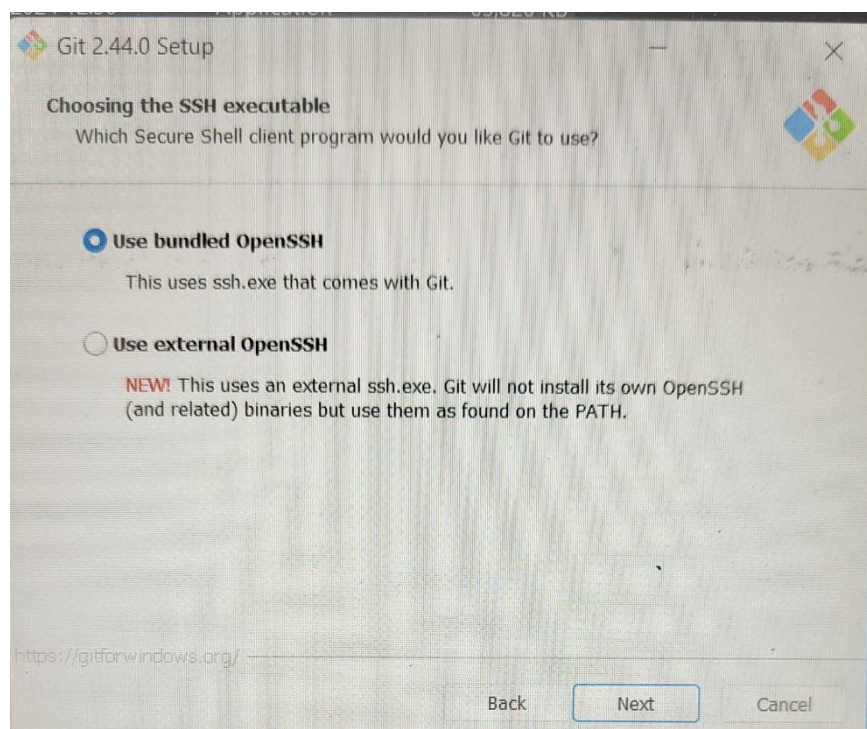 Git 2.44.0 Setup
Choosing the SSH executable
Which Secure Shell client program would you like Git to use?
Use bundled OpenSSH
This uses ssh.exe that comes with Git.
Use external OpenSSH
NEW! This uses an external ssh.exe. Git will not install its own OpenSSH
(and related) binaries but use them as found on the PATH.
https://gitforwindows.org/
Back Next Cancel